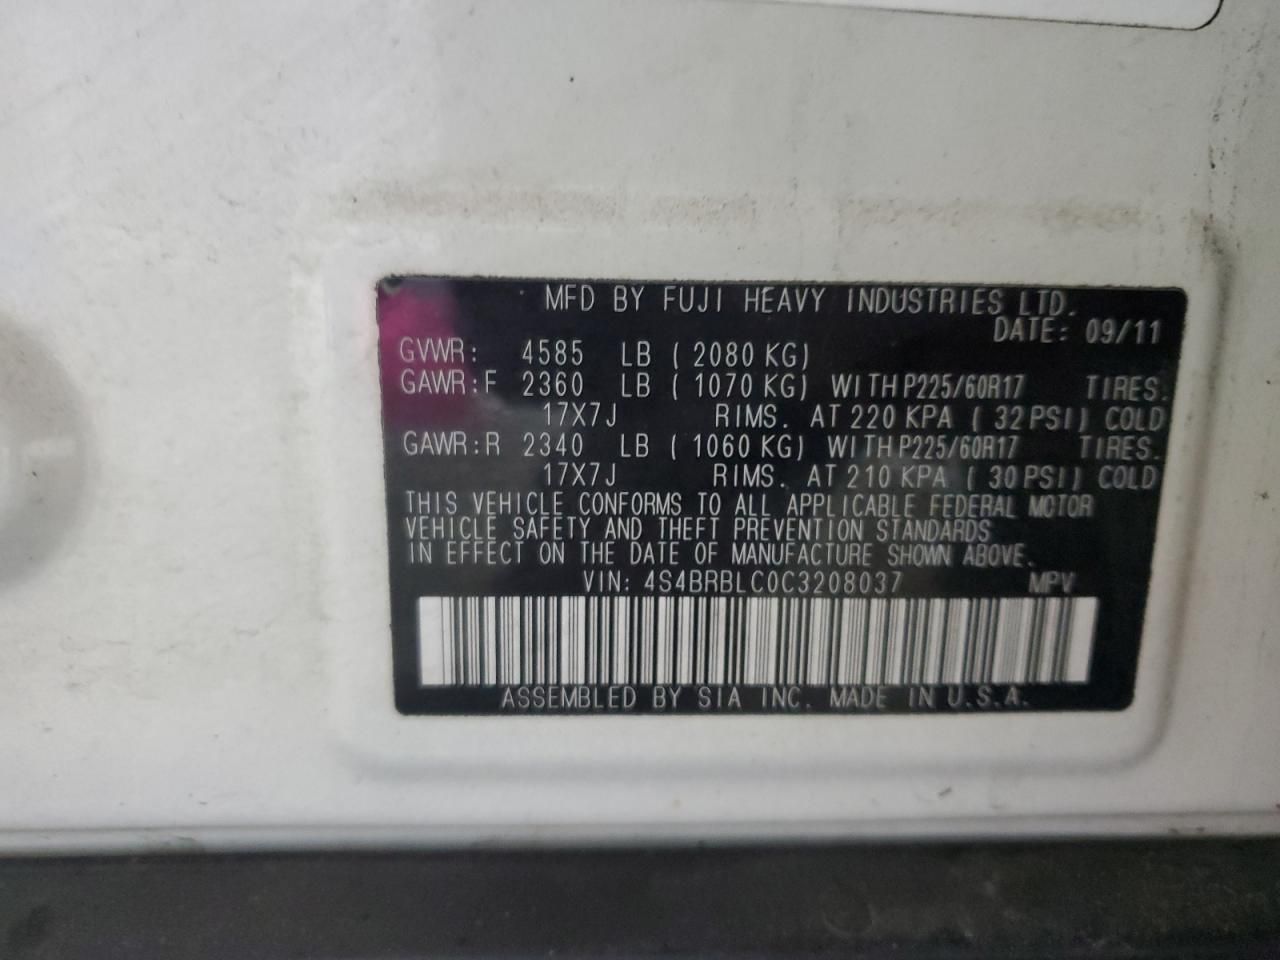 MFD BY FUJI HEAVY INDUSTRIES LTD.
DATE: 09/11
GVWR: 4585 LB ( 2080 KG)
GAWR:F 2360 LB ( 1070 KG) WITH P225/60R17 TIRES.
17X7J RIMS. AT 220 KPA ( 32 PSI) COLD
GAWR:R 2340 LB ( 1060 KG) WITH P225/60R17 TIRES.
17X7J RIMS. AT 210 KPA ( 30 PSI) COLD
THIS VEHICLE CONFORMS TO ALL APPLICABLE FEDERAL MOTOR
VEHICLE SAFETY AND THEFT PREVENTION STANDARDS
IN EFFECT ON THE DATE OF MANUFACTURE SHOWN ABOVE.
VIN: 4S4BRBLC0C3208037 MPV
ASSEMBLED BY SIA INC. MADE IN U.S.A.